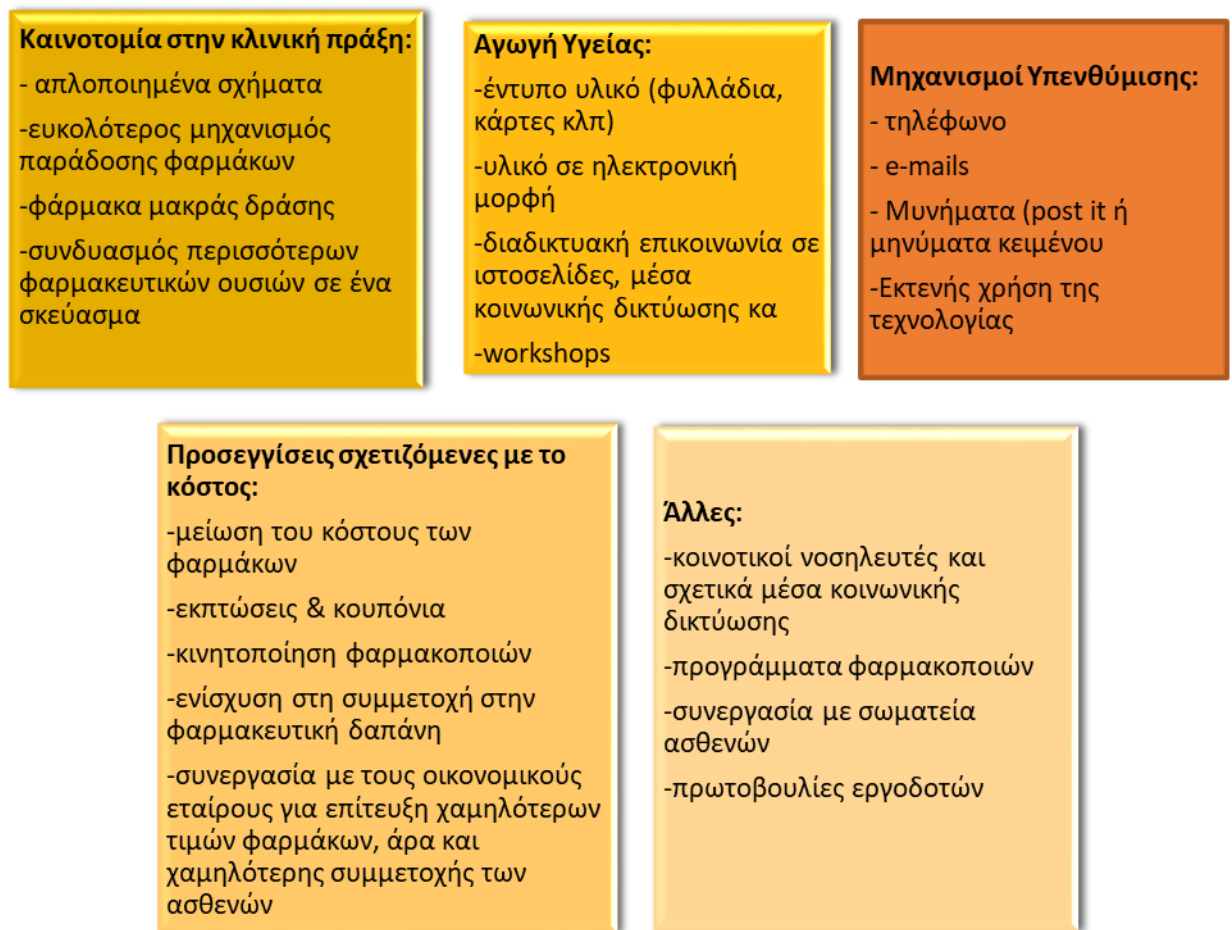 Καινοτομία στην κλινική πράξη:
- απλοποιημένα σχήματα
-ευκολότερος μηχανισμός
παράδοσης φαρμάκων
-φάρμακα μακράς δράσης
-συνδυασμός περισσότερων
φαρμακευτικών ουσιών σε ένα
σκεύασμα
Αγωγή Υγείας:
-έντυπο υλικό (φυλλάδια,
κάρτες κλπ)
-υλικό σε ηλεκτρονική
μορφή
-διαδικτυακή επικοινωνία σε
ιστοσελίδες, μέσα
κοινωνικής δικτύωσης κα
-workshops
Μηχανισμοί Υπενθύμισης:
- τηλέφωνο
- e-mails
- Μυνήματα (post it ή
μηνύματα κειμένου
-Εκτενής χρήση της
τεχνολογίας
Προσεγγίσεις σχετιζόμενες με το
κόστος:
-μείωση του κόστους των
φαρμάκων
-εκπτώσεις & κουπόνια
-κινητοποίηση φαρμακοποιών
-ενίσχυση στη συμμετοχή στην
φαρμακευτική δαπάνη
-συνεργασία με τους οικονομικούς
εταίρους για επίτευξη χαμηλότερων
τιμών φαρμάκων, άρα και
χαμηλότερης συμμετοχής των
ασθενών
Άλλες:
-κοινοτικοί νοσηλευτές και
σχετικά μέσα κοινωνικής
δικτύωσης
-προγράμματα φαρμακοποιών
-συνεργασία με σωματεία
ασθενών
-πρωτοβουλίες εργοδοτών